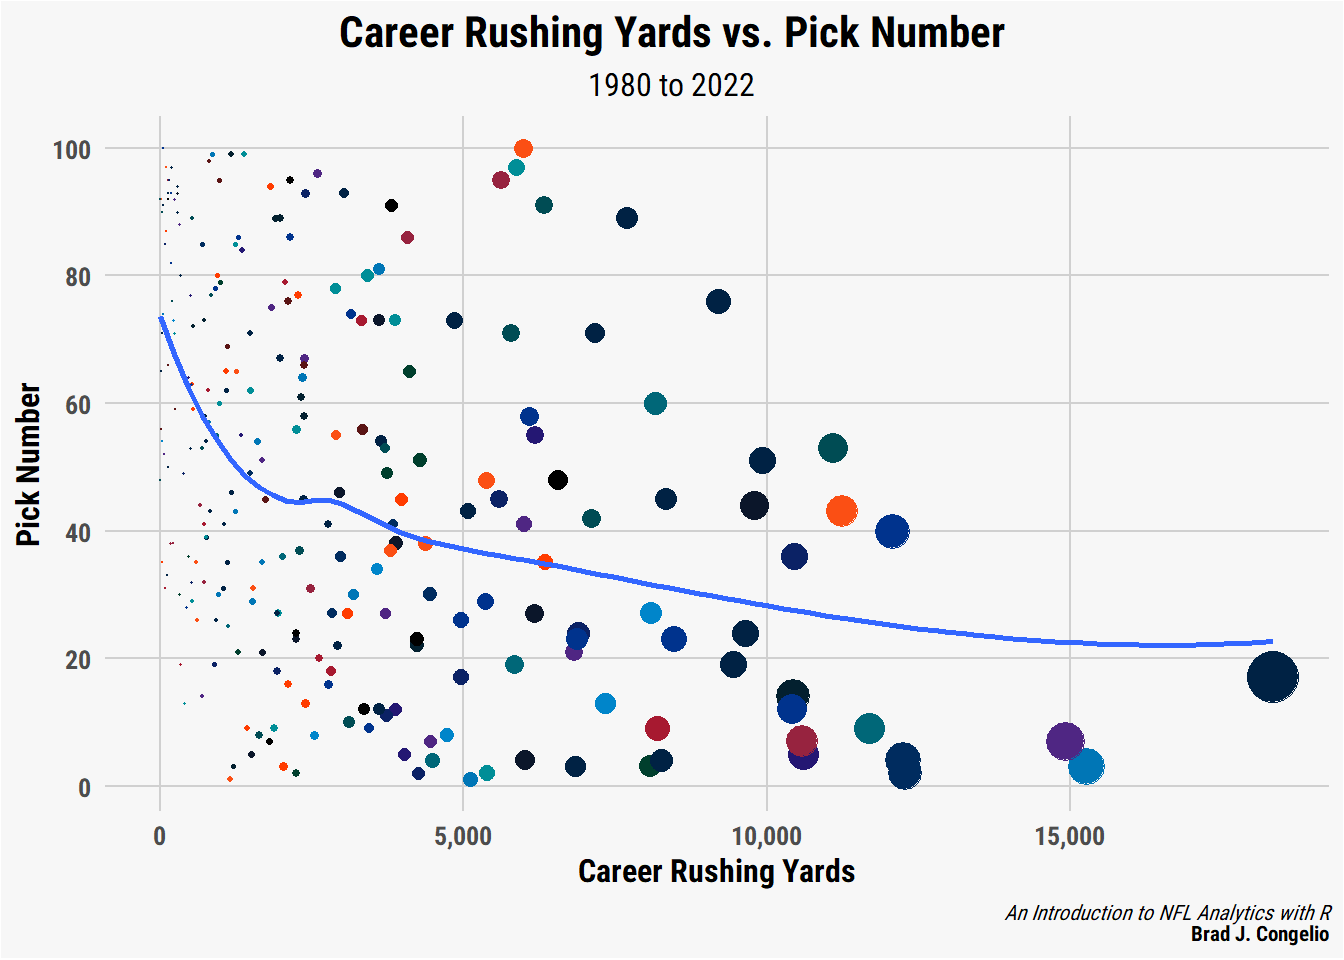 Career Rushing Yards vs. Pick Number
1980 to 2022
100
80
60
40
20
0
Pick Number
0 5,000 10,000 15,000
Career Rushing Yards
An Introduction to NFL Analytics with R
Brad J. Congelio